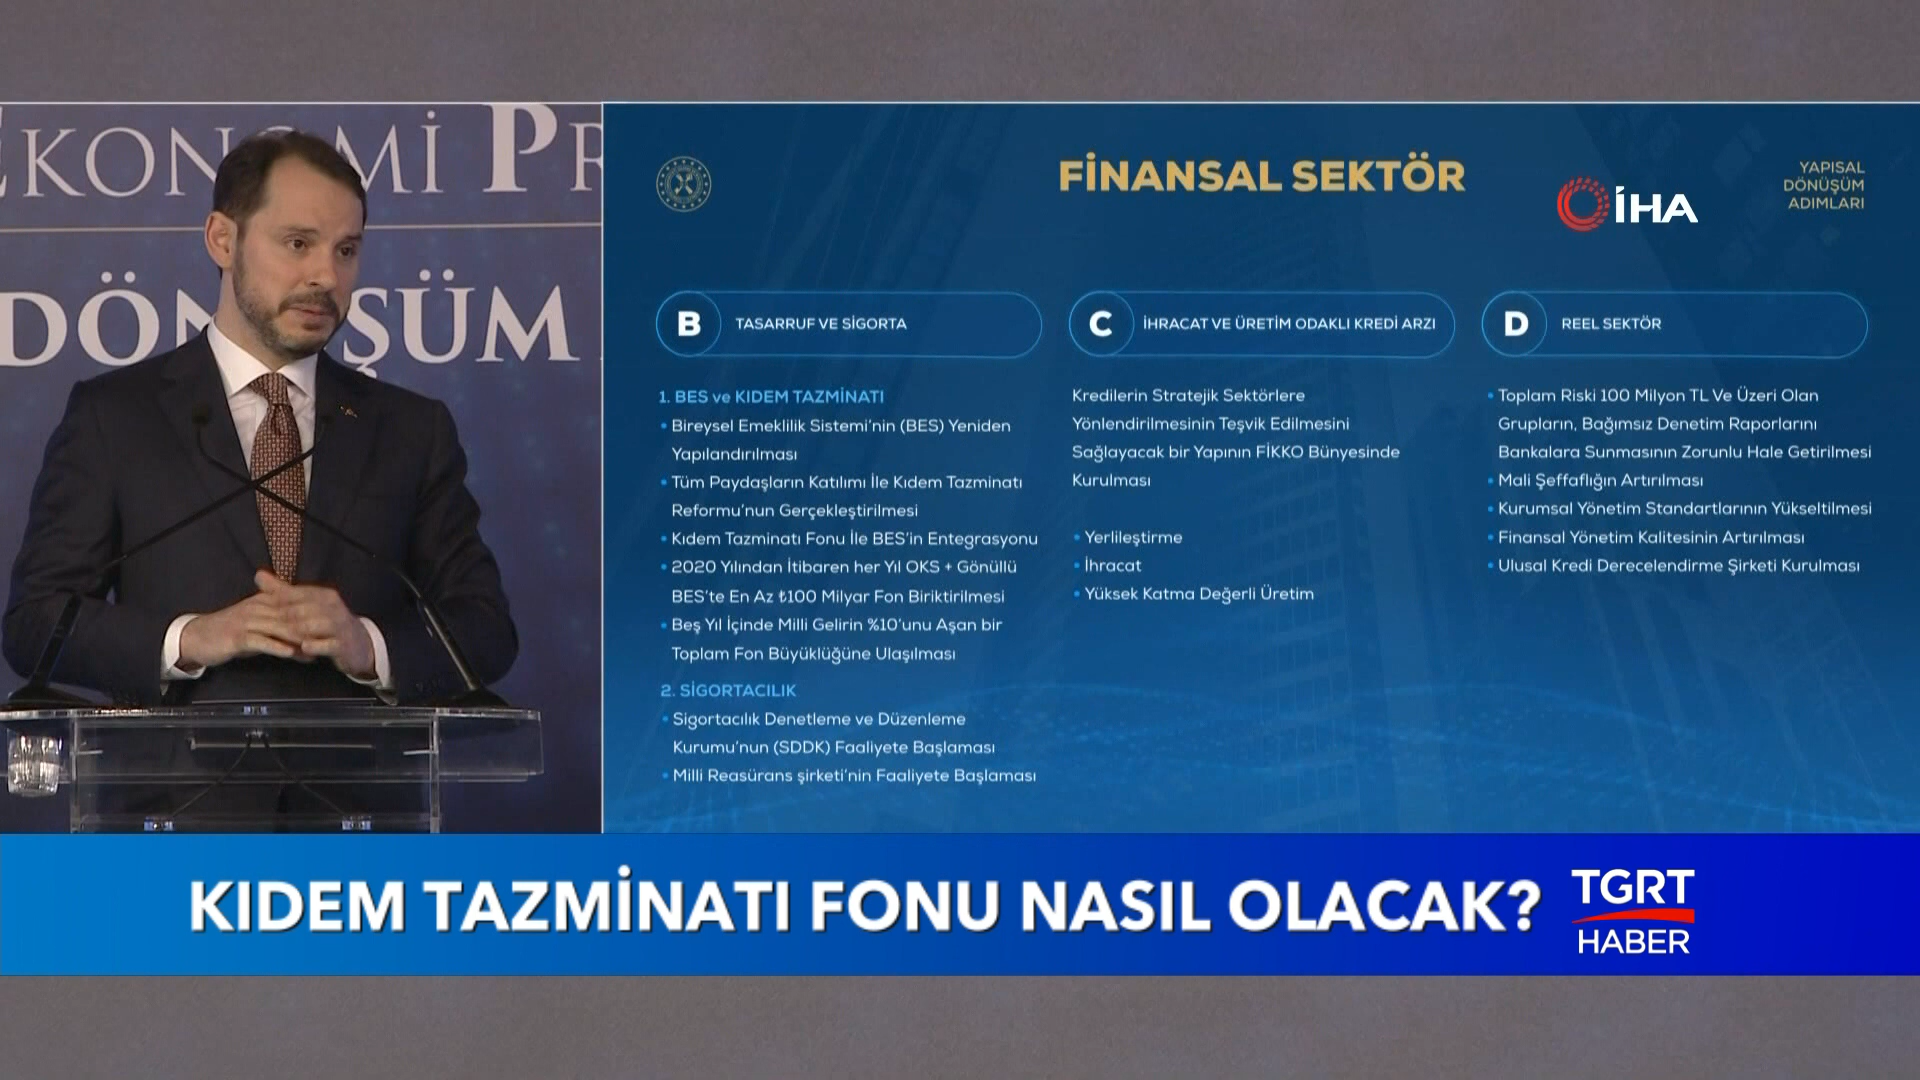 EKONOMİ PR
DÖNÜŞÜM
FİNANSAL SEKTÖR
İHA
YAPISAL
DÖNÜŞÜM
ADIMLARI
B TASARRUF VE SİGORTA
1. BES ve KIDEM TAZMİNATI
• Bireysel Emeklilik Sistemi'nin (BES) Yeniden
Yapılandırılması
• Tüm Paydaşların Katılımı İle Kıdem Tazminatı
Reformu'nun Gerçekleştirilmesi
• Kıdem Tazminatı Fonu İle BES'in Entegrasyonu
• 2020 Yılından İtibaren her Yıl OKS + Gönüllü
BES'te En Az ₺100 Milyar Fon Biriktirilmesi
• Beş Yıl İçinde Milli Gelirin %10'unu Aşan bir
Toplam Fon Büyüklüğüne Ulaşılması
2. SİGORTACILIK
• Sigortacılık Denetleme ve Düzenleme
Kurumu'nun (SDDK) Faaliyete Başlaması
• Milli Reasürans şirketi'nin Faaliyete Başlaması
C İHRACAT VE ÜRETİM ODAKLI KREDİ ARZI
Kredilerin Stratejik Sektörlere
Yönlendirilmesinin Teşvik Edilmesini
Sağlayacak bir Yapının FİKKO Bünyesinde
Kurulması
• Yerlileştirme
• İhracat
• Yüksek Katma Değerli Üretim
D REEL SEKTÖR
• Toplam Riski 100 Milyon TL Ve Üzeri Olan
Grupların, Bağımsız Denetim Raporlarını
Bankalara Sunmasının Zorunlu Hale Getirilmesi
• Mali Şeffaflığın Artırılması
• Kurumsal Yönetim Standartlarının Yükseltilmesi
• Finansal Yönetim Kalitesinin Artırılması
• Ulusal Kredi Derecelendirme Şirketi Kurulması
KIDEM TAZMİNATI FONU NASIL OLACAK?
TGRT
HABER